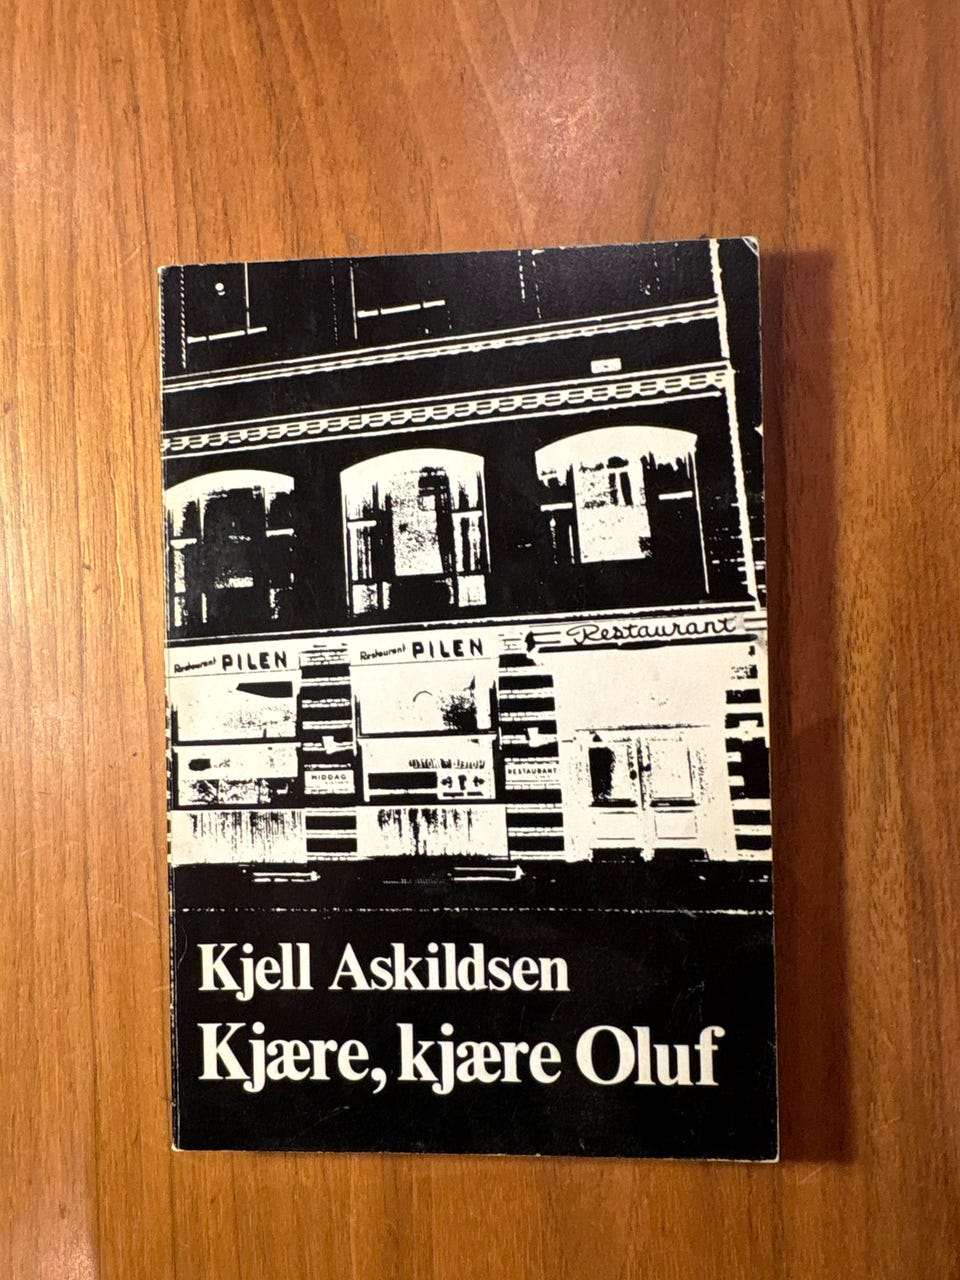 Restaurant PILEN
Restaurant PILEN
Restaurant
MIDDAG
RESTAURANT
Kjell Askildsen
Kjære, kjære Oluf